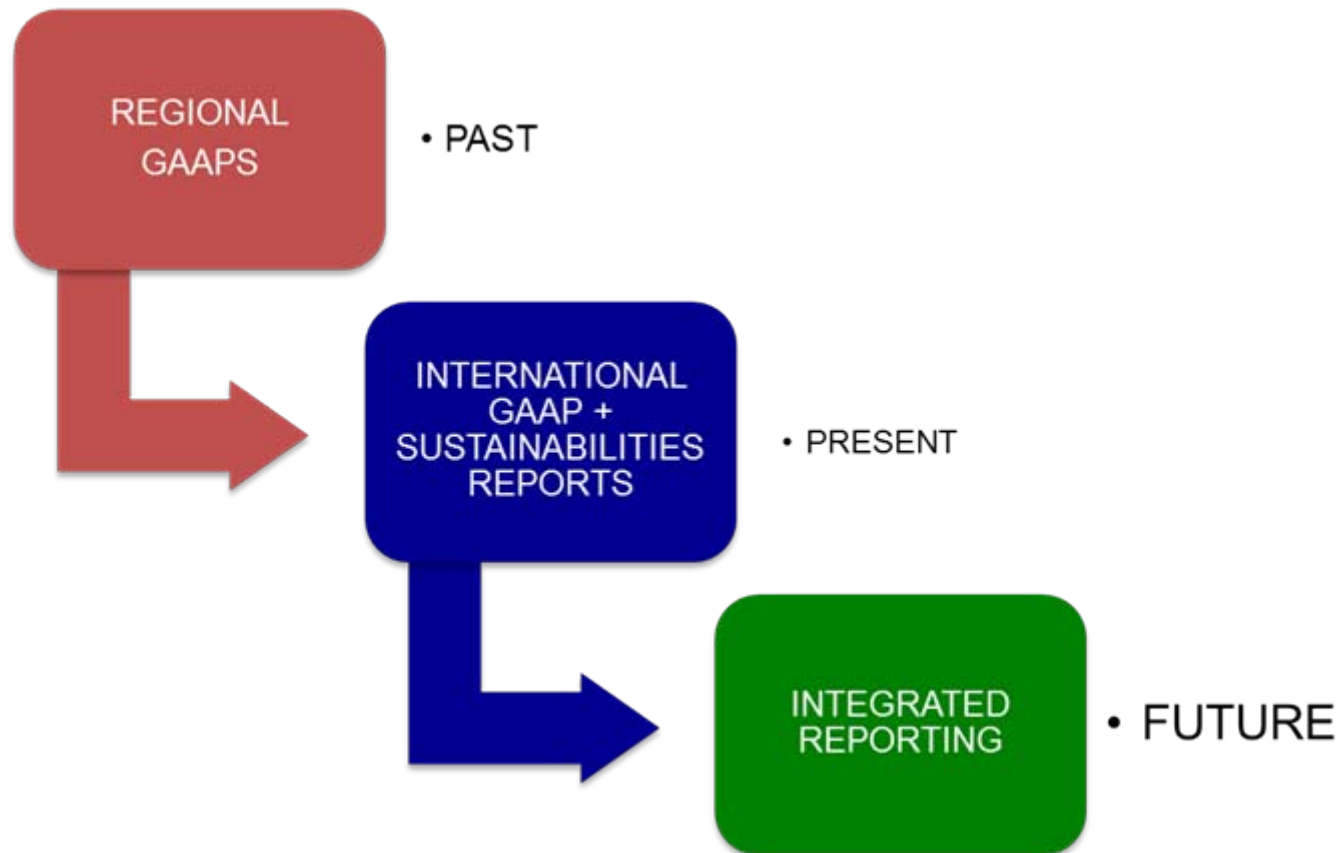 REGIONAL
GAAPS
• PAST
INTERNATIONAL
GAAP +
SUSTAINABILITIES
REPORTS
• PRESENT
INTEGRATED
REPORTING
• FUTURE